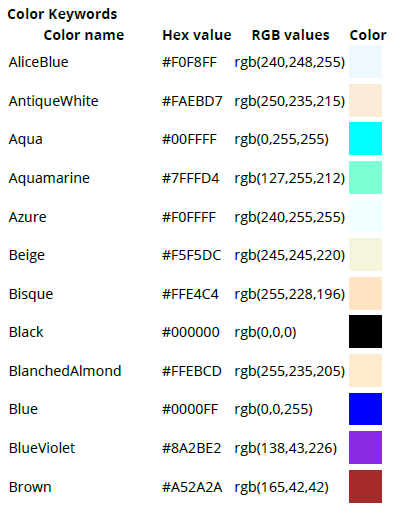 Color Keywords
Color name Hex value RGB values Color
AliceBlue #F0F8FF rgb(240,248,255)
AntiqueWhite #FAEBD7 rgb(250,235,215)
Aqua #00FFFF rgb(0,255,255)
Aquamarine #7FFFD4 rgb(127,255,212)
Azure #F0FFFF rgb(240,255,255)
Beige #F5F5DC rgb(245,245,220)
Bisque #FFE4C4 rgb(255,228,196)
Black #000000 rgb(0,0,0)
BlanchedAlmond #FFEBCD rgb(255,235,205)
Blue #0000FF rgb(0,0,255)
BlueViolet #8A2BE2 rgb(138,43,226)
Brown #A52A2A rgb(165,42,42)